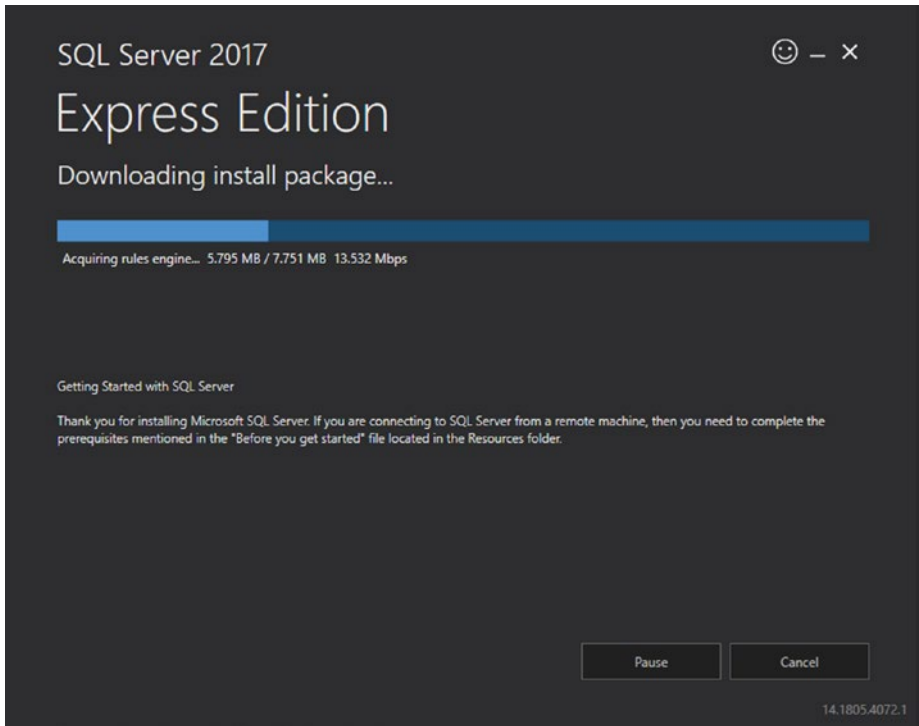 SQL Server 2017
Express Edition
Downloading install package...
Acquiring rules engine... 5.795 MB / 7.751 MB 13.532 Mbps
Getting Started with SQL Server
Thank you for installing Microsoft SQL Server. If you are connecting to SQL Server from a remote machine, then you need to complete the
prerequisites mentioned in the "Before you get started" file located in the Resources folder.
Pause Cancel
14.1805.4072.1